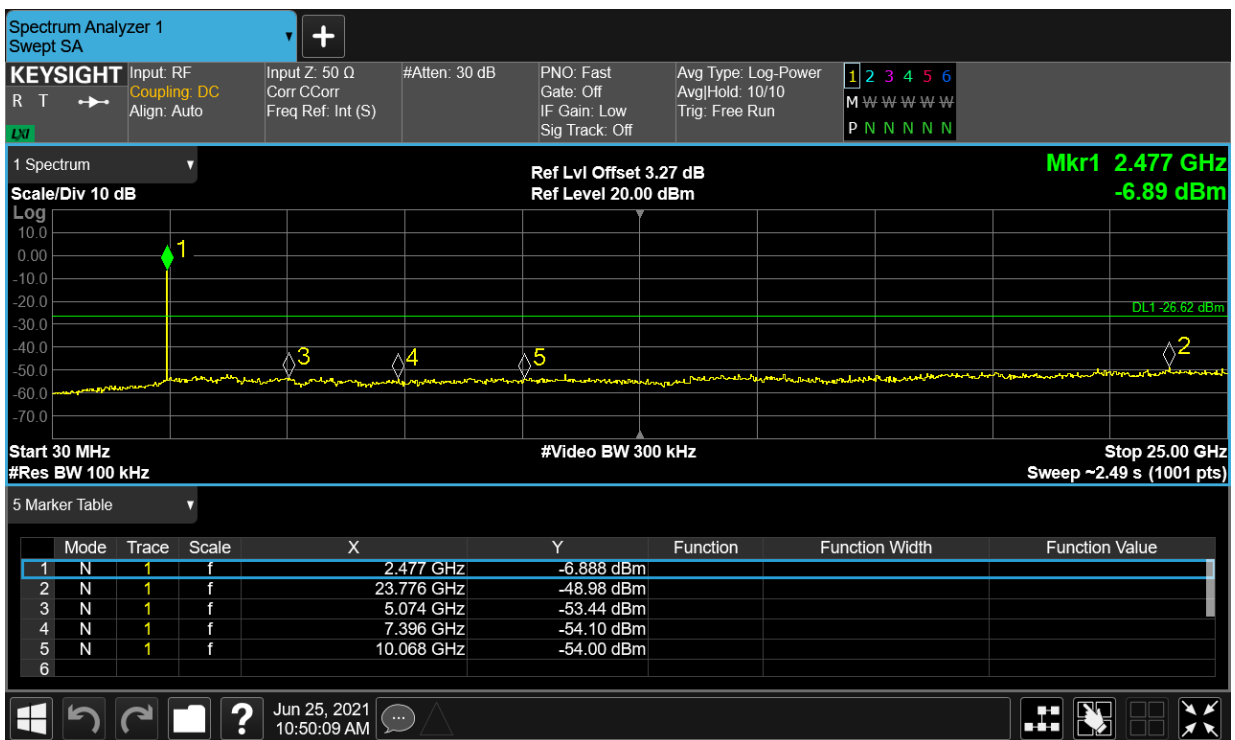 Spectrum Analyzer 1
Swept SA
KEYSIGHT
R T
LXI
Input: RF
Coupling: DC
Align: Auto
Input Z: 50 Ω
Corr CCorr
Freq Ref: Int (S)
#Atten: 30 dB
PNO: Fast
Gate: Off
IF Gain: Low
Sig Track: Off
Avg Type: Log-Power
Avg|Hold: 10/10
Trig: Free Run
1 2 3 4 5 6
M W W W W W
P N N N N N
1 Spectrum
Scale/Div 10 dB
Ref Lvl Offset 3.27 dB
Ref Level 20.00 dBm
Mkr1 2.477 GHz
-6.89 dBm
Log
10.0
0.00
-10.0
-20.0
-30.0
-40.0
-50.0
-60.0
-70.0
1
DL1 -26.62 dBm
3
4
5
2
Start 30 MHz
#Video BW 300 kHz
Stop 25.00 GHz
#Res BW 100 kHz
Sweep ~2.49 s (1001 pts)
5 Marker Table
Mode Trace Scale X Y Function Function Width Function Value
1 N 1 f 2.477 GHz -6.888 dBm
2 N 1 f 23.776 GHz -48.98 dBm
3 N 1 f 5.074 GHz -53.44 dBm
4 N 1 f 7.396 GHz -54.10 dBm
5 N 1 f 10.068 GHz -54.00 dBm
6
?
Jun 25, 2021
10:50:09 AM